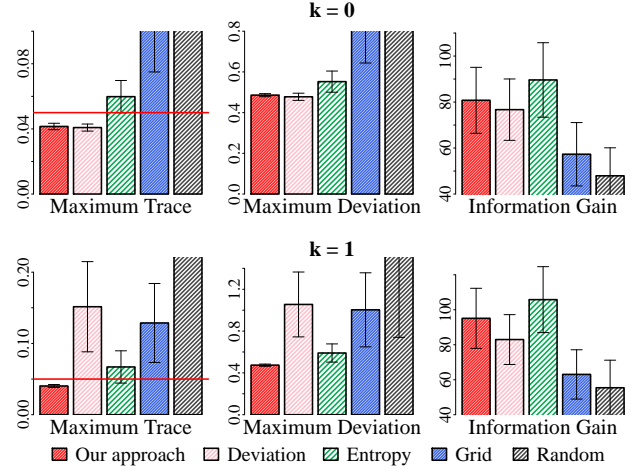 k = 0
0.00 0.04 0.08
Maximum Trace
0.0 0.2 0.4 0.6 0.8
Maximum Deviation
40 60 80 100
Information Gain
k = 1
0.00 0.10 0.20
Maximum Trace
0.0 0.4 0.8 1.2
Maximum Deviation
40 60 80 100
Information Gain
Our approach Deviation Entropy Grid Random